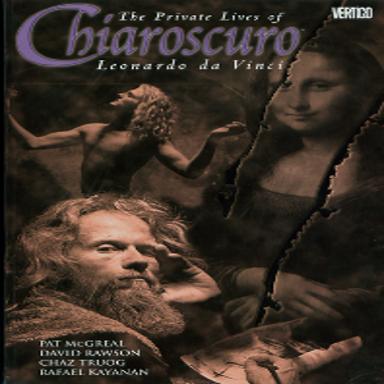 The Private Lives of
VERTIGO
Chiaroscuro
Leonardo da Vinci
PAT McGREAL
DAVID RAWSON
CHAZ TRUOG
RAFAEL KAYANAN